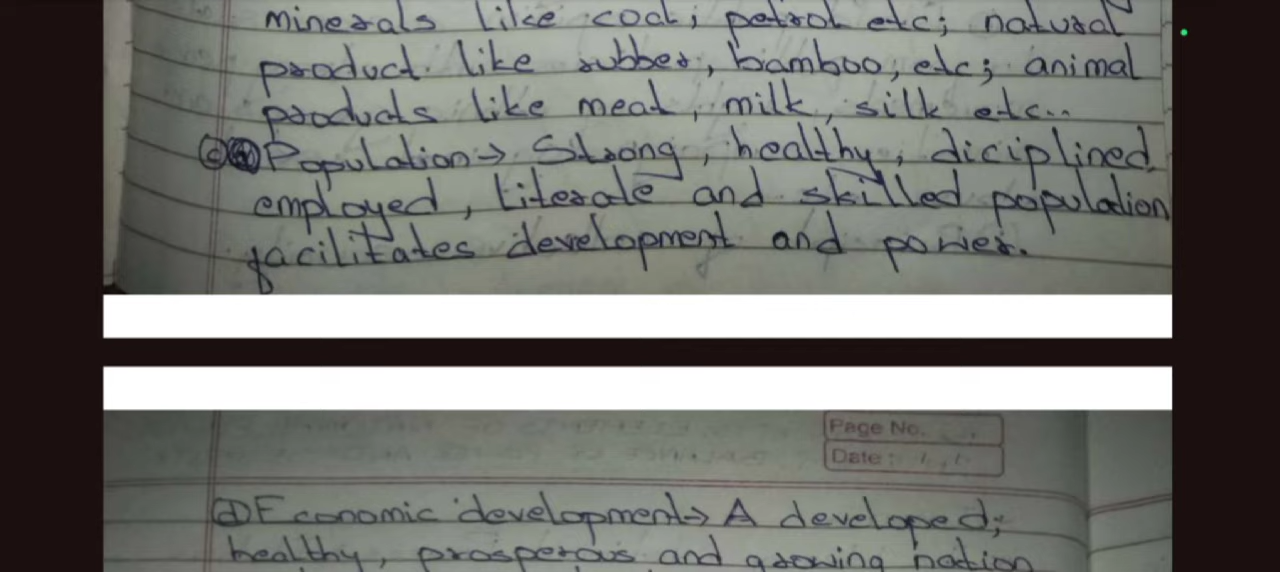 minerals like coal; petrol etc; natural
product like rubber, bamboo, etc; animal
products like meat, milk, silk etc..
(c) Population → Strong, healthy, diciplined,
employed, literate and skilled population
facilitates development and power.
Page No.
Date :
(d) Economic development → A developed;
healthy, prosperous and growing nation